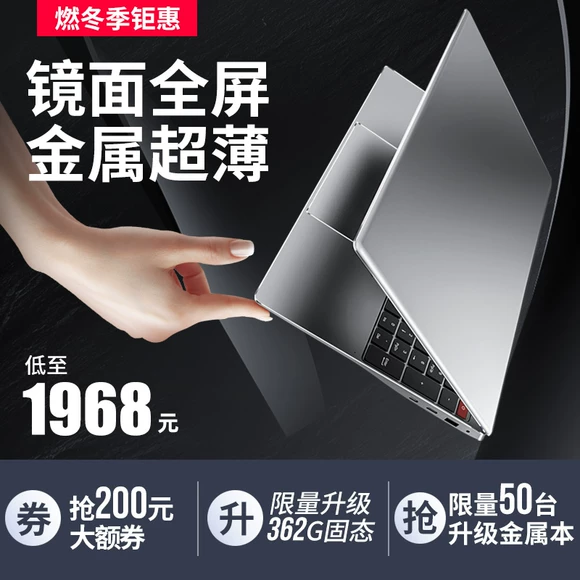 燃冬季钜惠
镜面全屏
金属超薄
低至
1968元
券 抢200元
大额券
升 限量升级
362G固态
抢 限量50台
升级金属本